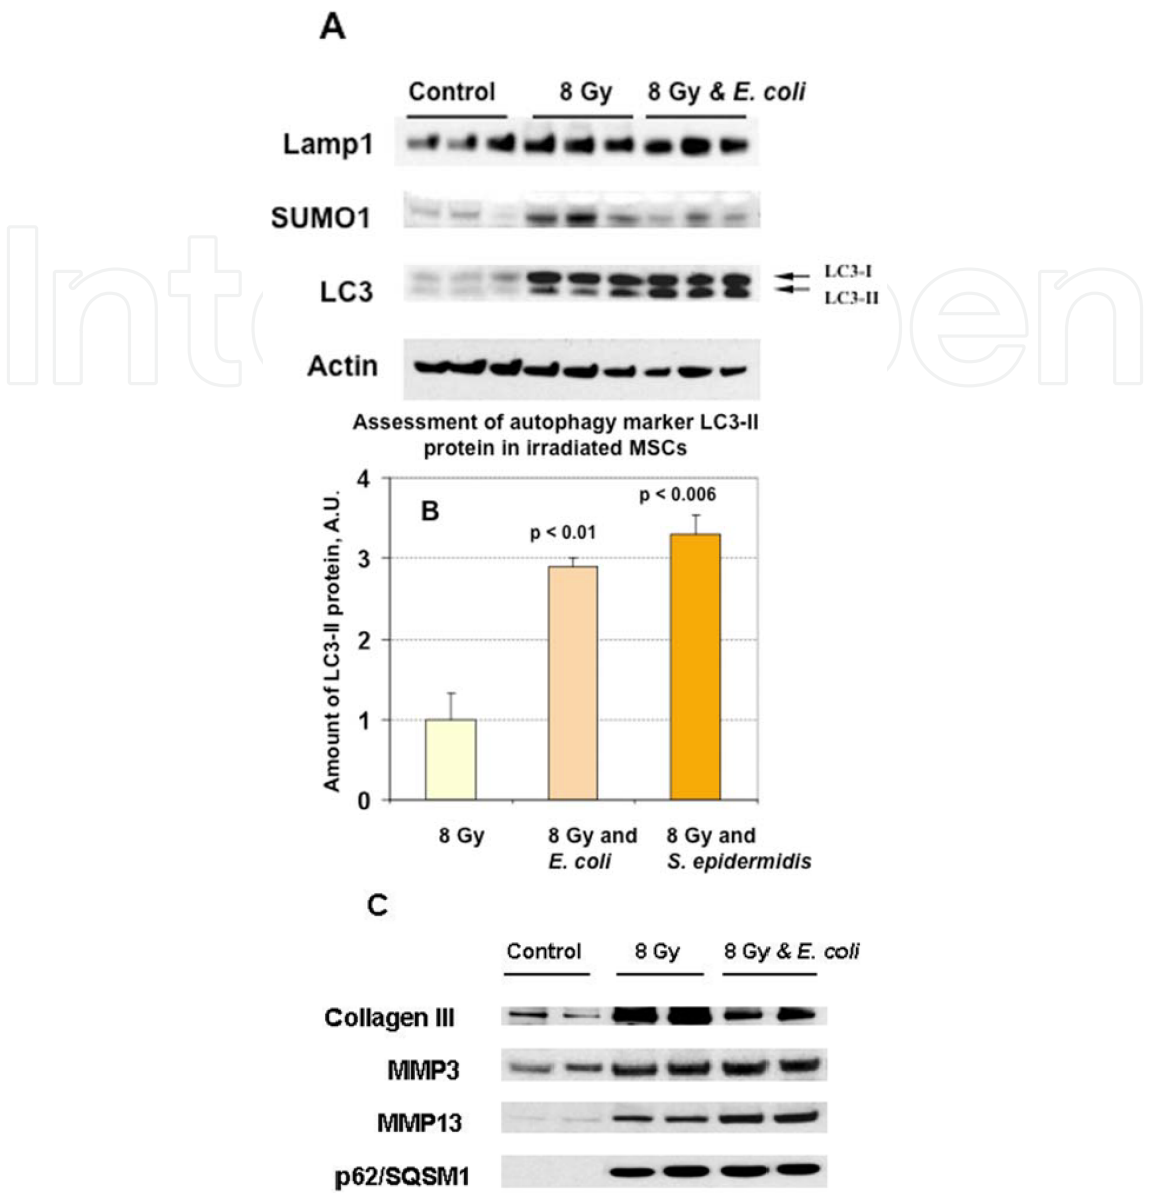 A
Control 8 Gy 8 Gy & E. coli
Lamp1
SUMO1
LC3
LC3-I
LC3-II
Actin
Assessment of autophagy marker LC3-II
protein in irradiated MSCs
Amount of LC3-II protein, A.U.
4
3
2
1
0
B
p < 0.01
p < 0.006
8 Gy
8 Gy and
E. coli
8 Gy and
S. epidermidis
C
Control 8 Gy 8 Gy & E. coli
Collagen III
MMP3
MMP13
p62/SQSM1